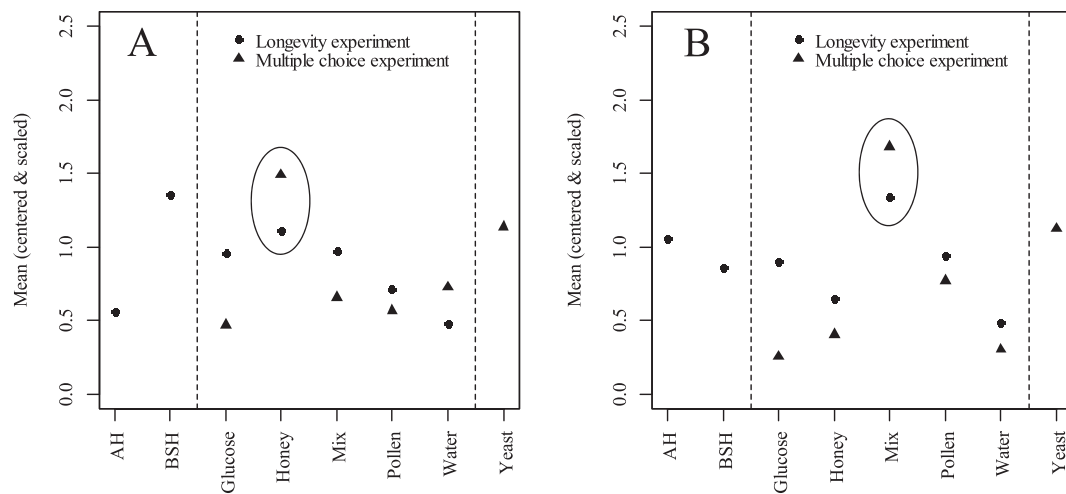 A
Longevity experiment
Multiple choice experiment
Mean (centered & scaled)
2.5
2.0
1.5
1.0
0.5
0.0
AH
BSH
Glucose
Honey
Mix
Pollen
Water
Yeast
B
Longevity experiment
Multiple choice experiment
Mean (centered & scaled)
2.5
2.0
1.5
1.0
0.5
0.0
AH
BSH
Glucose
Honey
Mix
Pollen
Water
Yeast